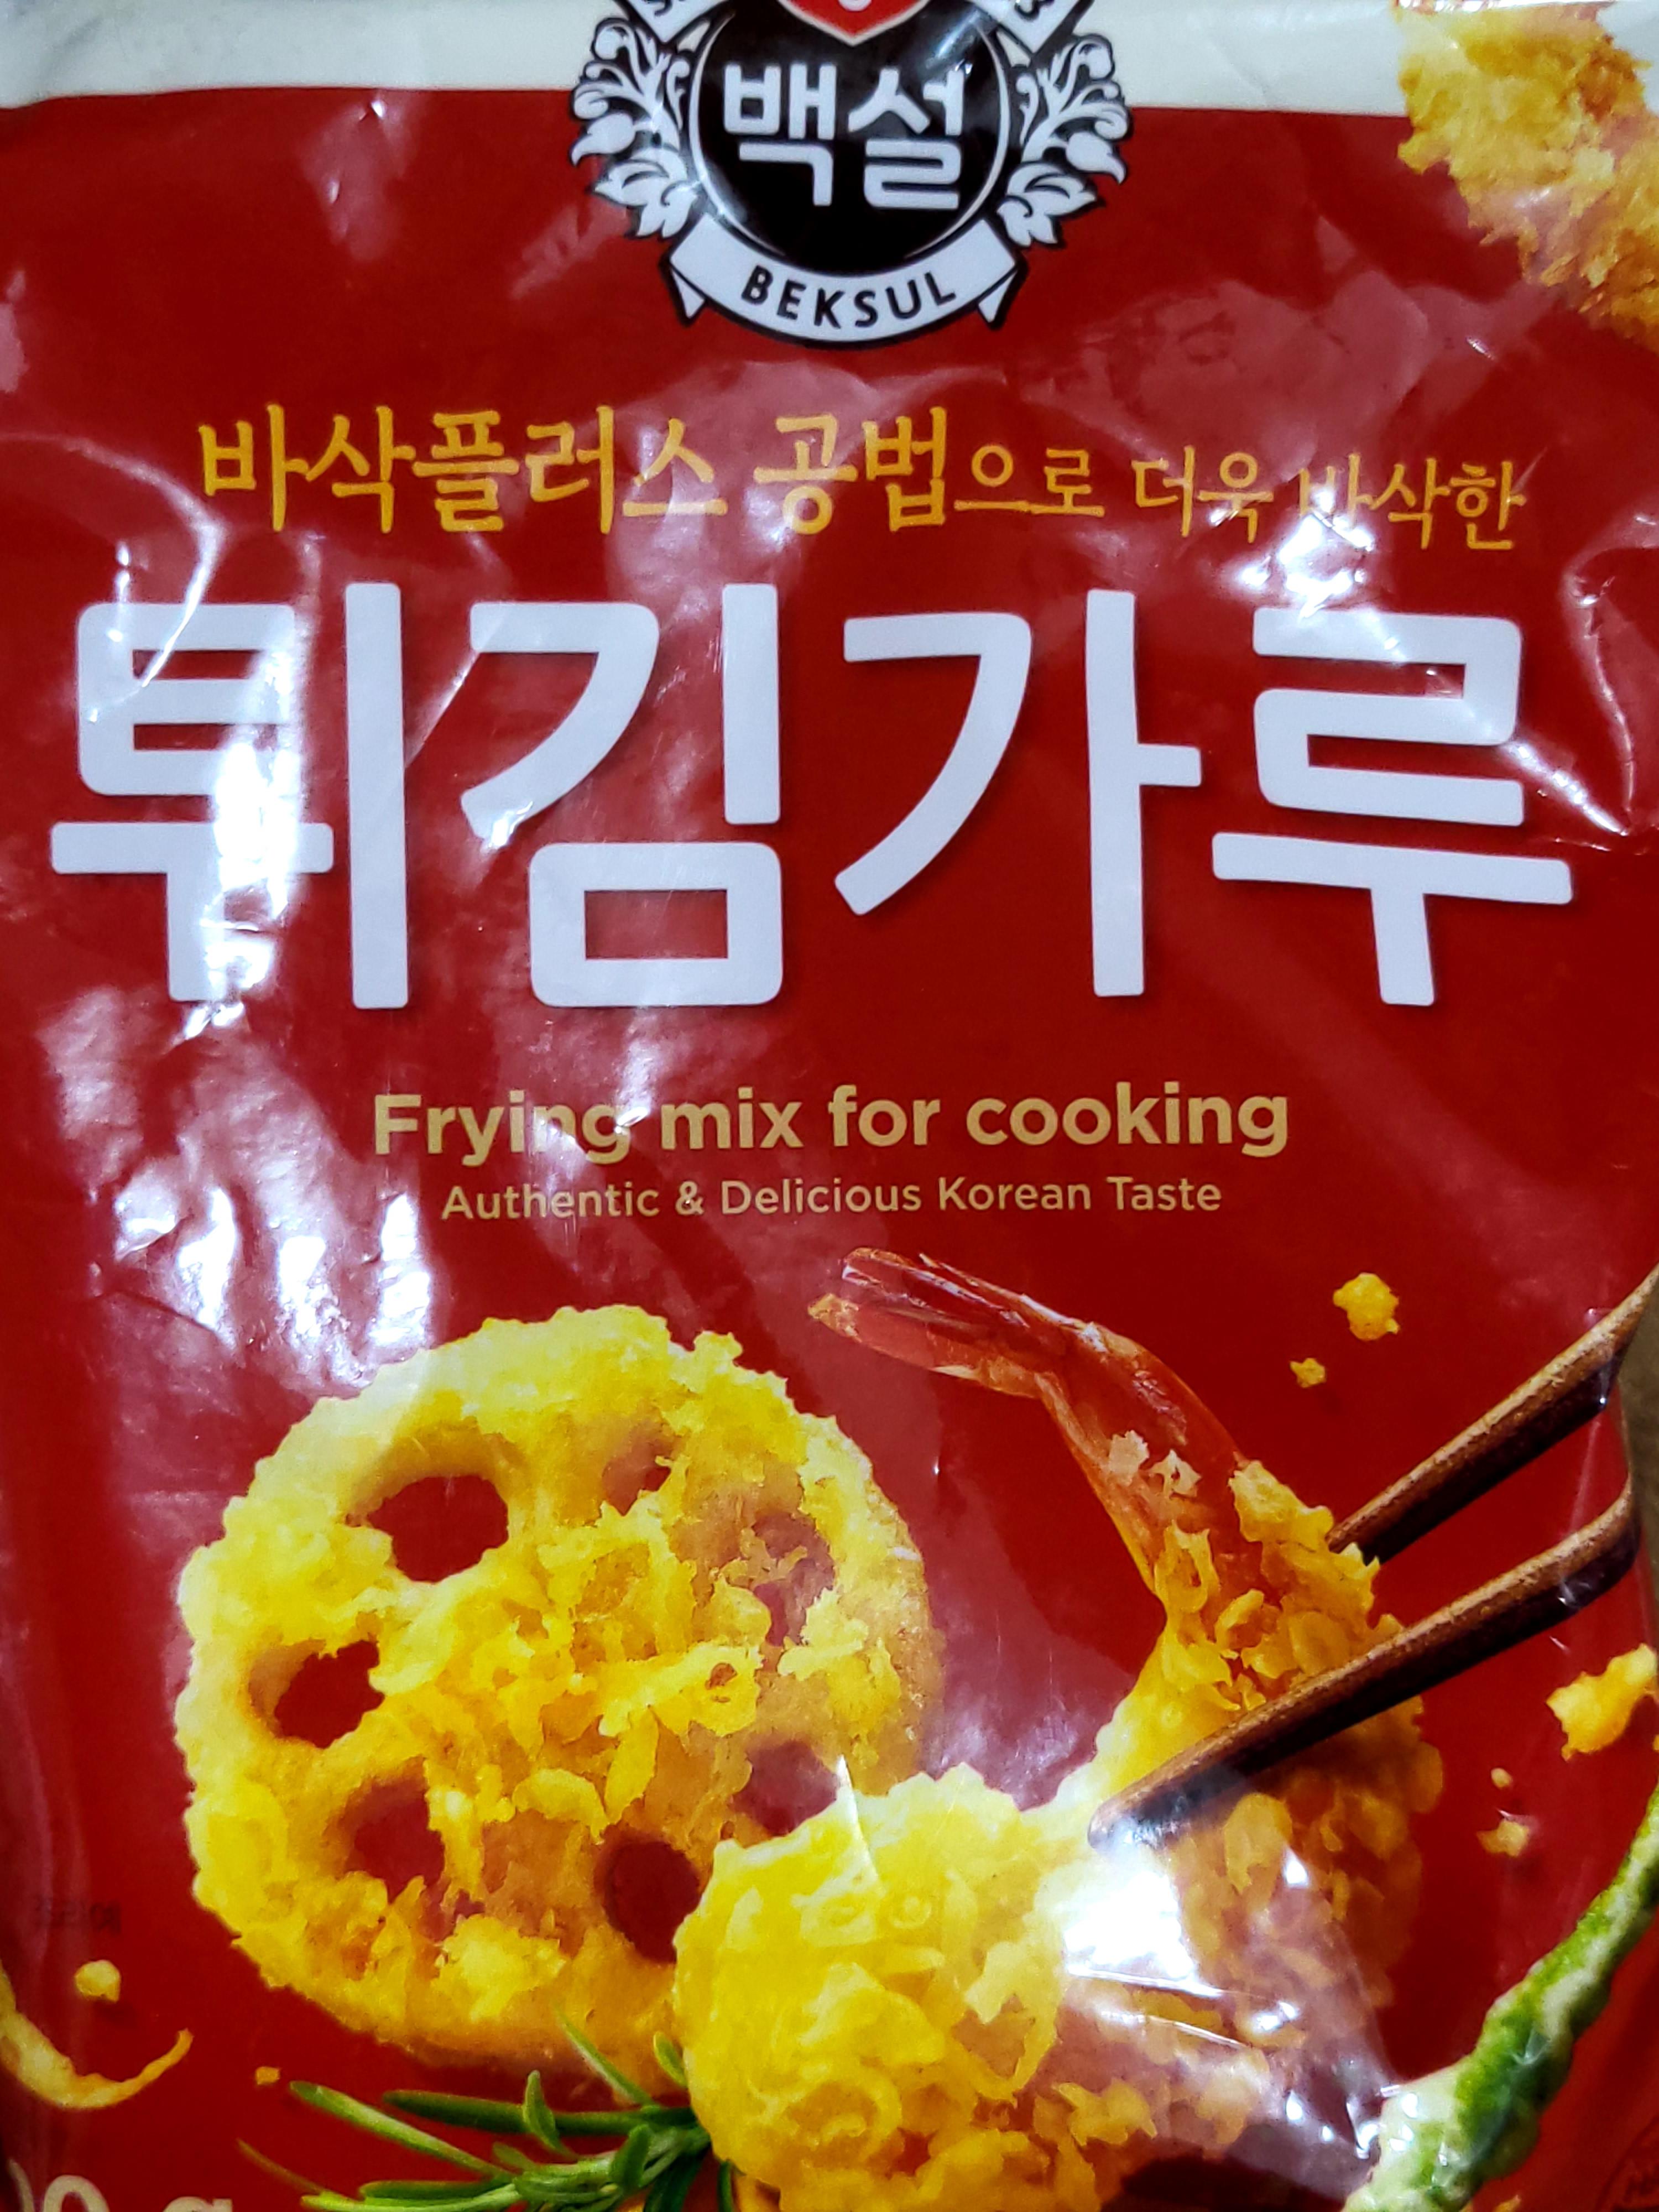 백설
BEKSUL
바삭플러스 공법으로 더욱 바삭한
튀김가루
Frying mix for cooking
Authentic & Delicious Korean Taste
g